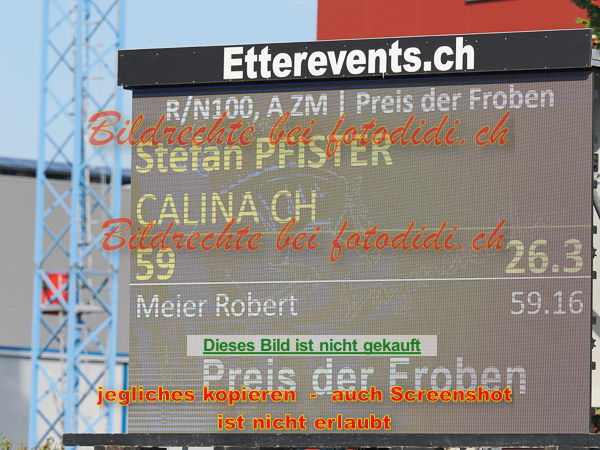 Etterevents.ch
R/N100, A ZM | Preis der Froben
Bildrechte bei fotodidi.ch
Stefan PFISTER
CALINA CH
Bildrechte bei fotodidi.ch
59 26.3
Meier Robert 59.16
Dieses Bild ist nicht gekauft
Preis der Froben
jegliches kopieren - auch Screenshot
ist nicht erlaubt